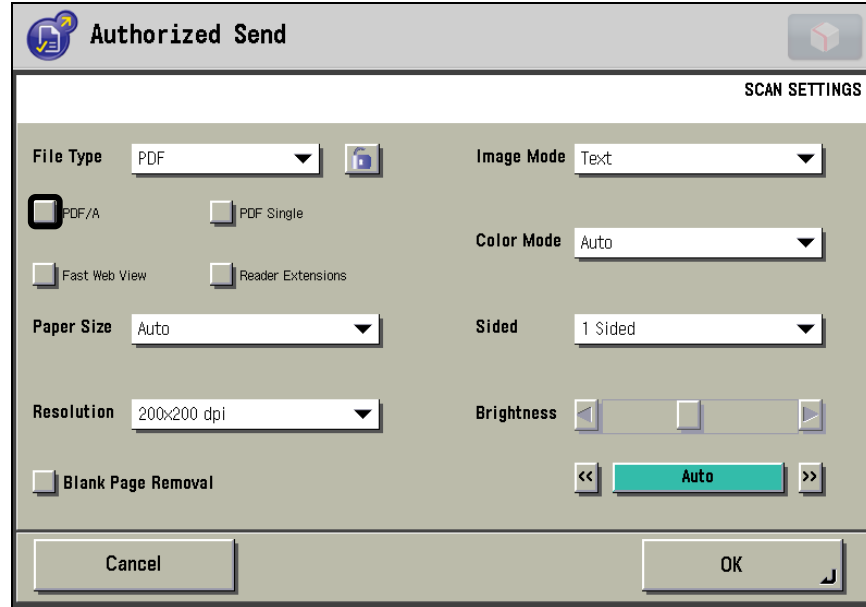 Authorized Send
SCAN SETTINGS
File Type PDF
Image Mode Text
PDF/A PDF Single
Color Mode Auto
Fast Web View Reader Extensions
Paper Size Auto
Sided 1 Sided
Resolution 200x200 dpi
Brightness
Blank Page Removal
<< Auto >>
Cancel OK